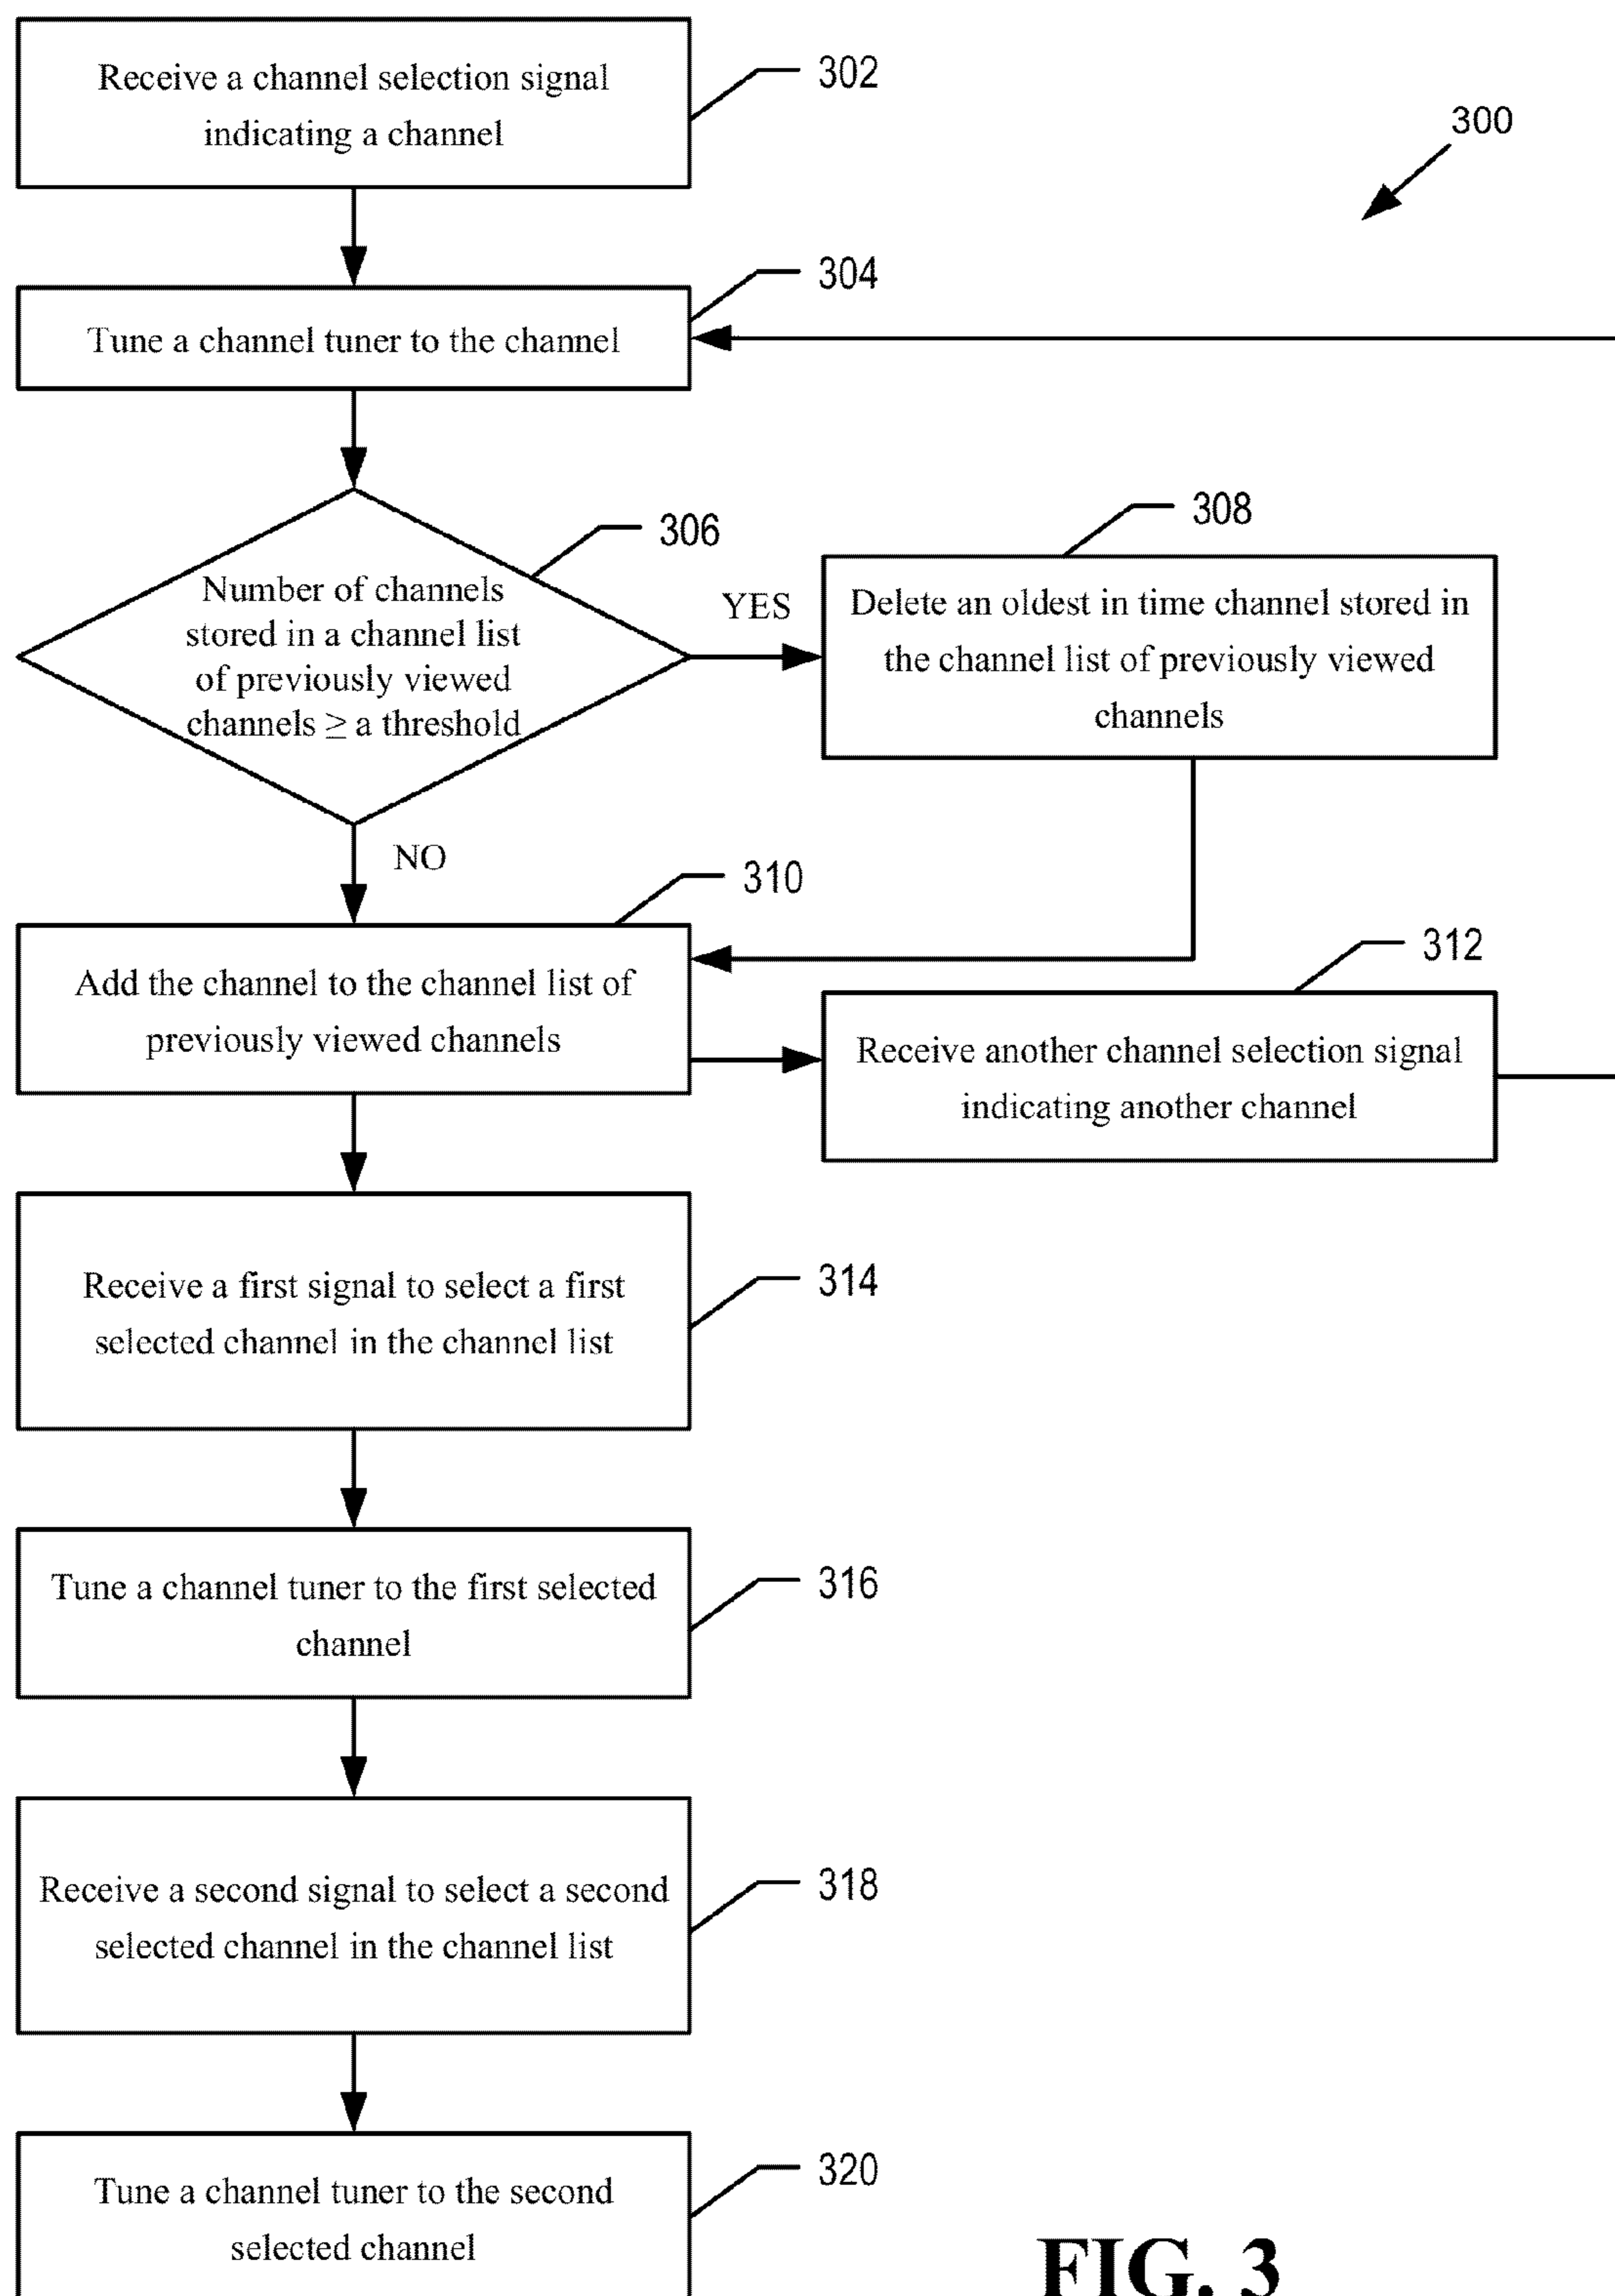 Receive a channel selection signal
indicating a channel
302
300
Tune a channel tuner to the channel
304
Number of channels
stored in a channel list
of previously viewed
channels ≥ a threshold
306
YES
308
Delete an oldest in time channel stored in
the channel list of previously viewed
channels
NO
310
Add the channel to the channel list of
previously viewed channels
312
Receive another channel selection signal
indicating another channel
Receive a first signal to select a first
selected channel in the channel list
314
Tune a channel tuner to the first selected
channel
316
Receive a second signal to select a second
selected channel in the channel list
318
Tune a channel tuner to the second
selected channel
320
FIG. 3